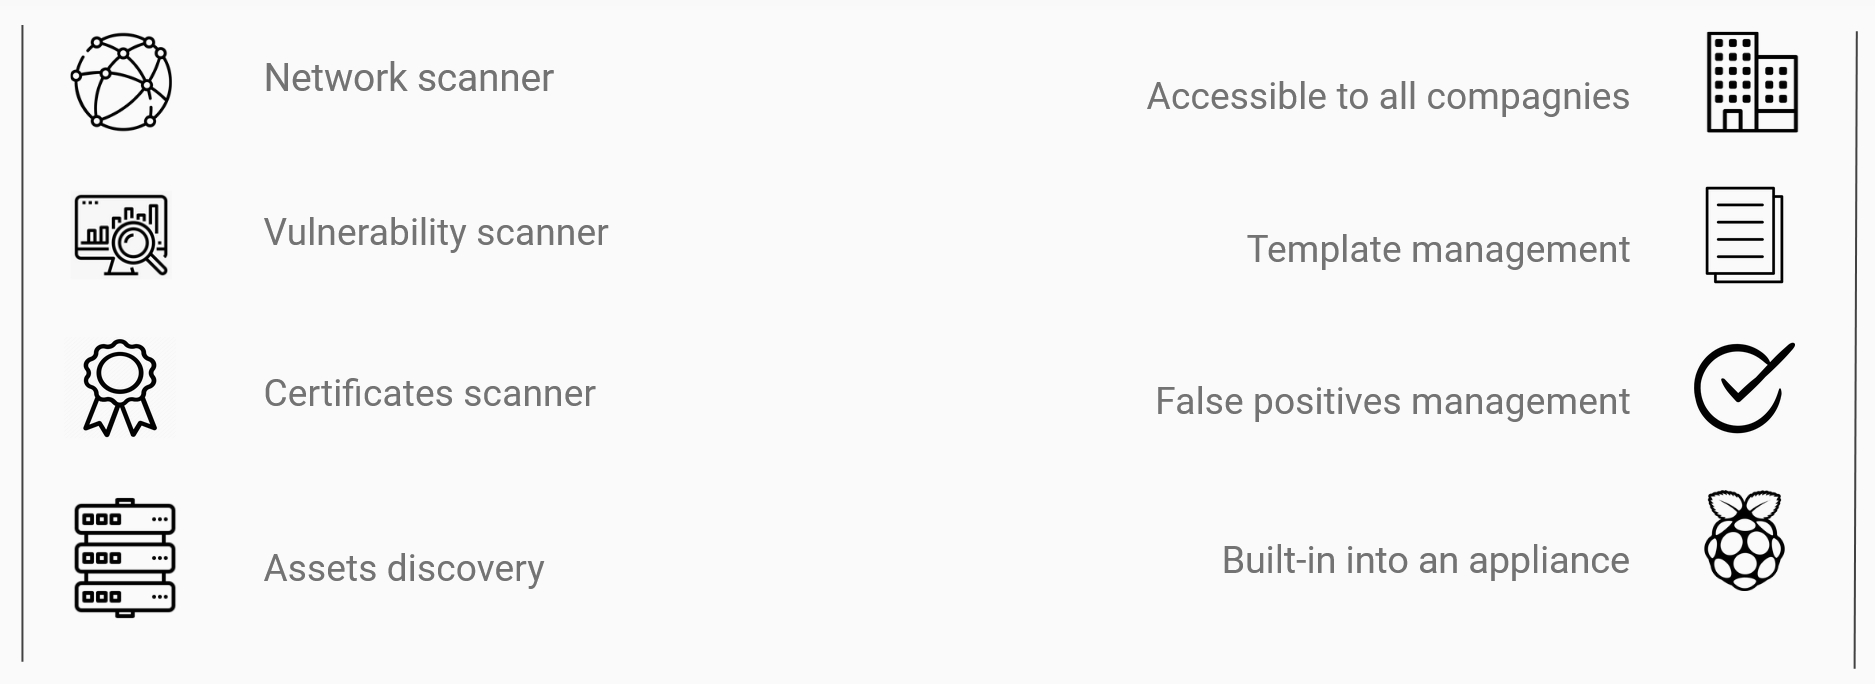 Network scanner
Vulnerability scanner
Certificates scanner
Assets discovery
Accessible to all compagnies
Template management
False positives management
Built-in into an appliance